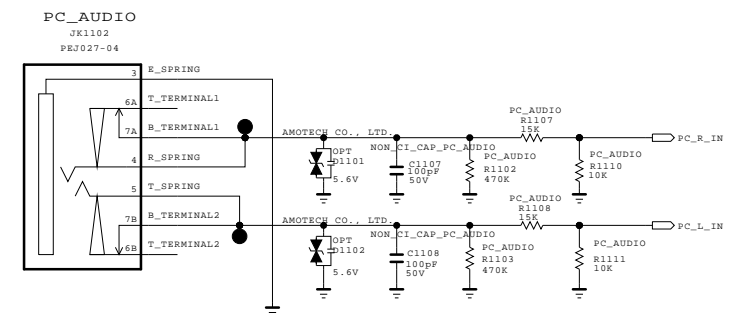 PC_AUDIO
JK1102
PEJ027-04
3
E_SPRING
6A
T_TERMINAL1
7A
B_TERMINAL1
4
R_SPRING
5
T_SPRING
7B
B_TERMINAL2
6B
T_TERMINAL2
AMOTECH CO., LTD.
OPT
D1101
5.6V
NON_CI_CAP_PC_AUDIO
C1107
100pF
50V
PC_AUDIO
R1102
470K
PC_AUDIO
R1107
15K
PC_AUDIO
R1110
10K
PC_R_IN
AMOTECH CO., LTD.
OPT
D1102
5.6V
NON_CI_CAP_PC_AUDIO
C1108
100pF
50V
PC_AUDIO
R1103
470K
PC_AUDIO
R1108
15K
PC_AUDIO
R1111
10K
PC_L_IN